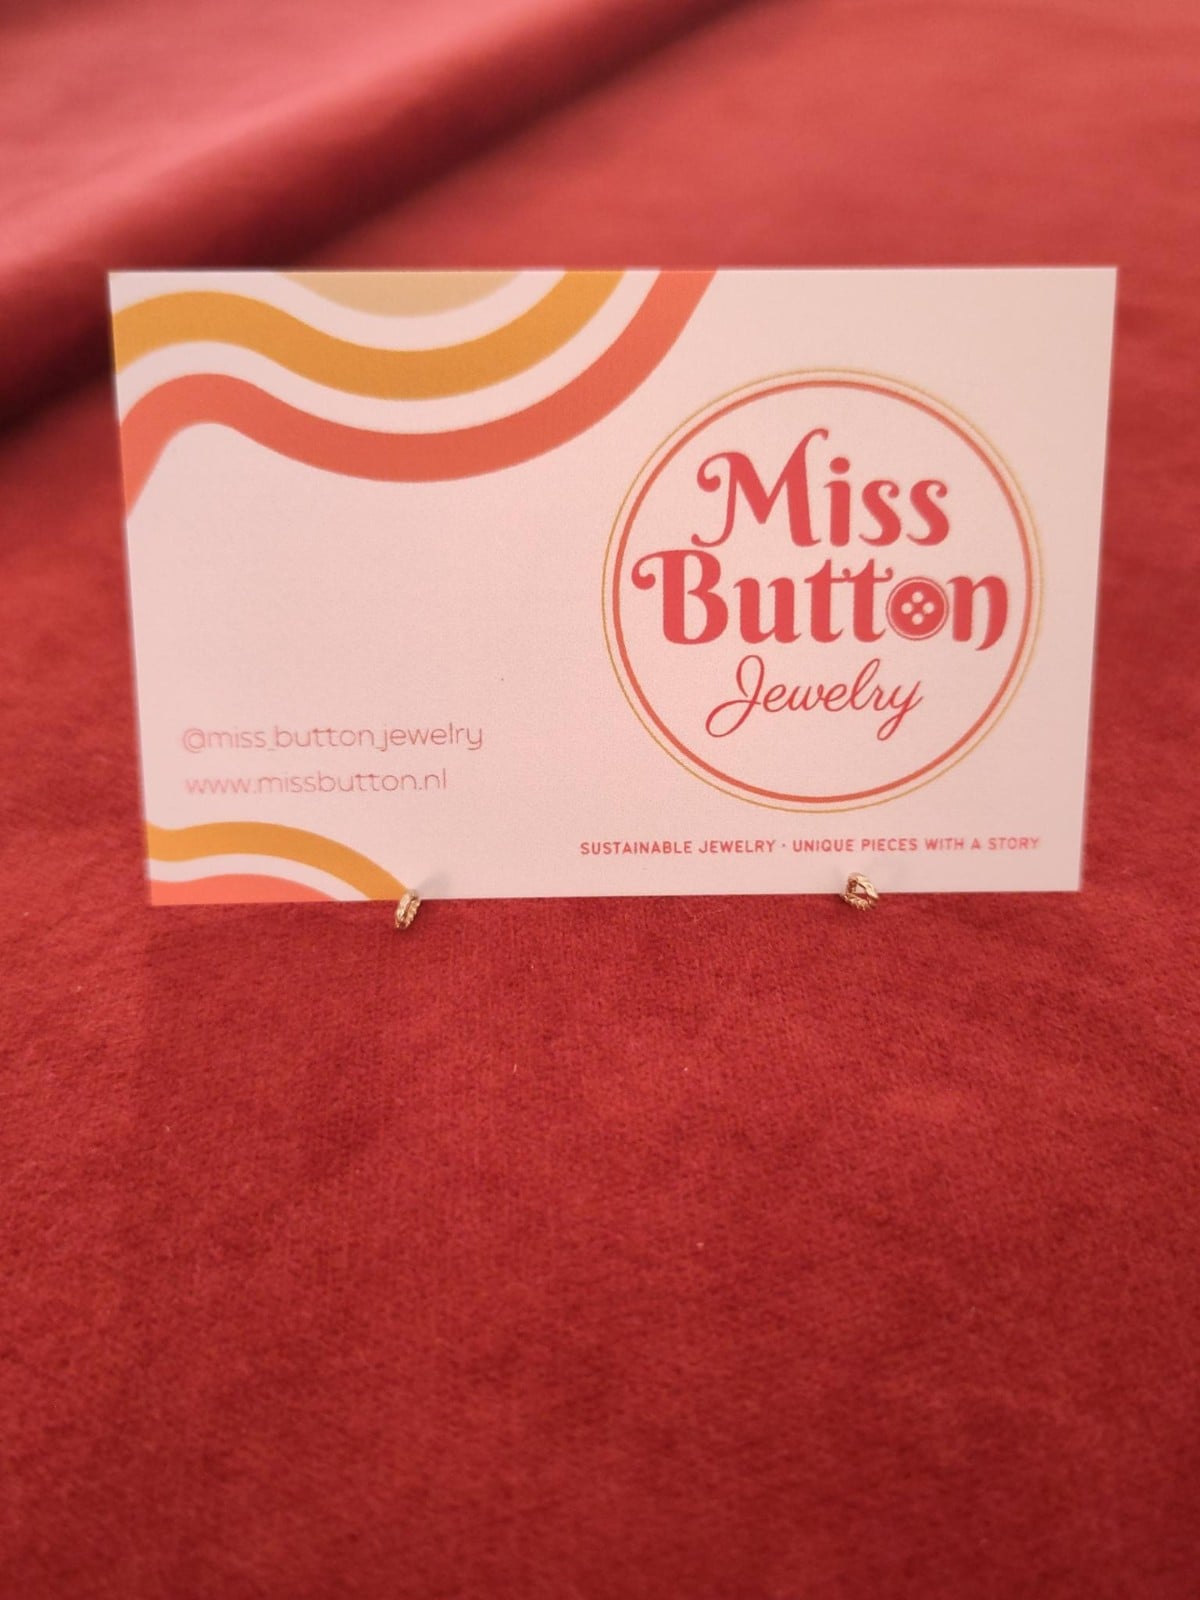 Miss
Button
Jewelry
@miss_button_jewelry
www.missbutton.nl
SUSTAINABLE JEWELRY • UNIQUE PIECES WITH A STORY